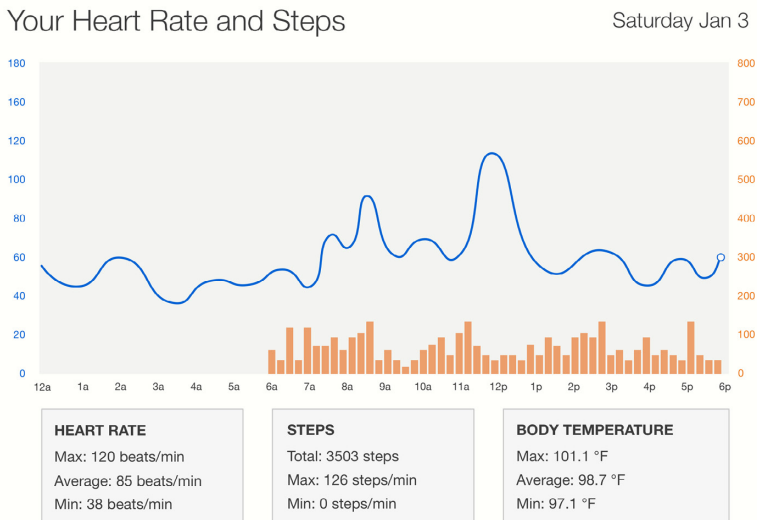 Your Heart Rate and Steps
Saturday Jan 3
180 800
160 700
120 600
100 500
80 400
60 300
40 200
20 100
0 0
12a 1a 2a 3a 4a 5a 6a 7a 8a 9a 10a 11a 12p 1p 2p 3p 4p 5p 6p
HEART RATE
Max: 120 beats/min
Average: 85 beats/min
Min: 38 beats/min
STEPS
Total: 3503 steps
Max: 126 steps/min
Min: 0 steps/min
BODY TEMPERATURE
Max: 101.1 °F
Average: 98.7 °F
Min: 97.1 °F